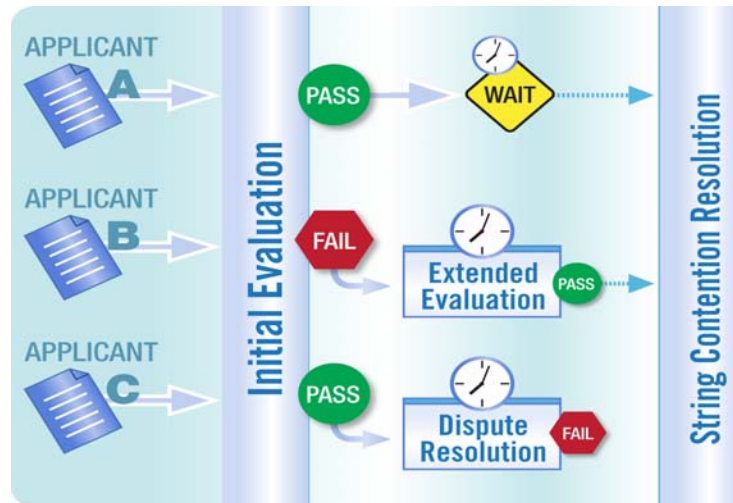 APPLICANT
A
PASS
WAIT
APPLICANT
B
FAIL
Extended
Evaluation
PASS
APPLICANT
C
PASS
Dispute
Resolution
FAIL
Initial Evaluation
String Contention Resolution